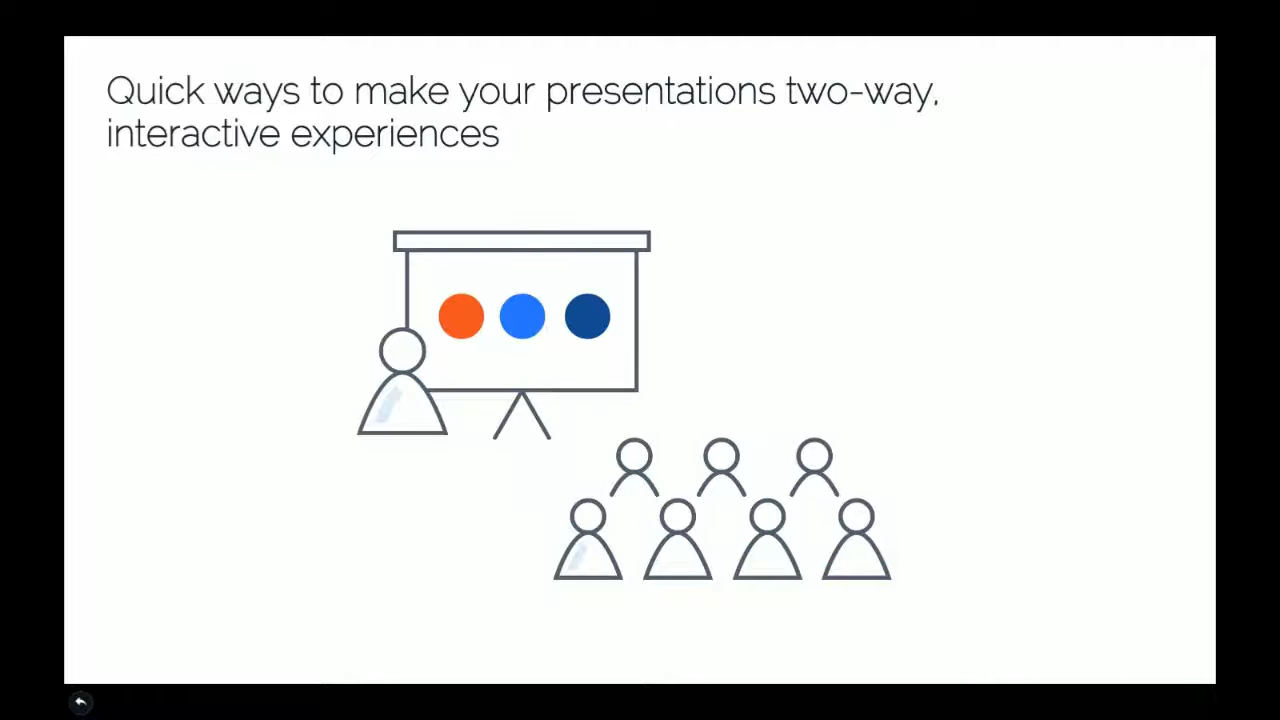 Quick ways to make your presentations two-way,
interactive experiences